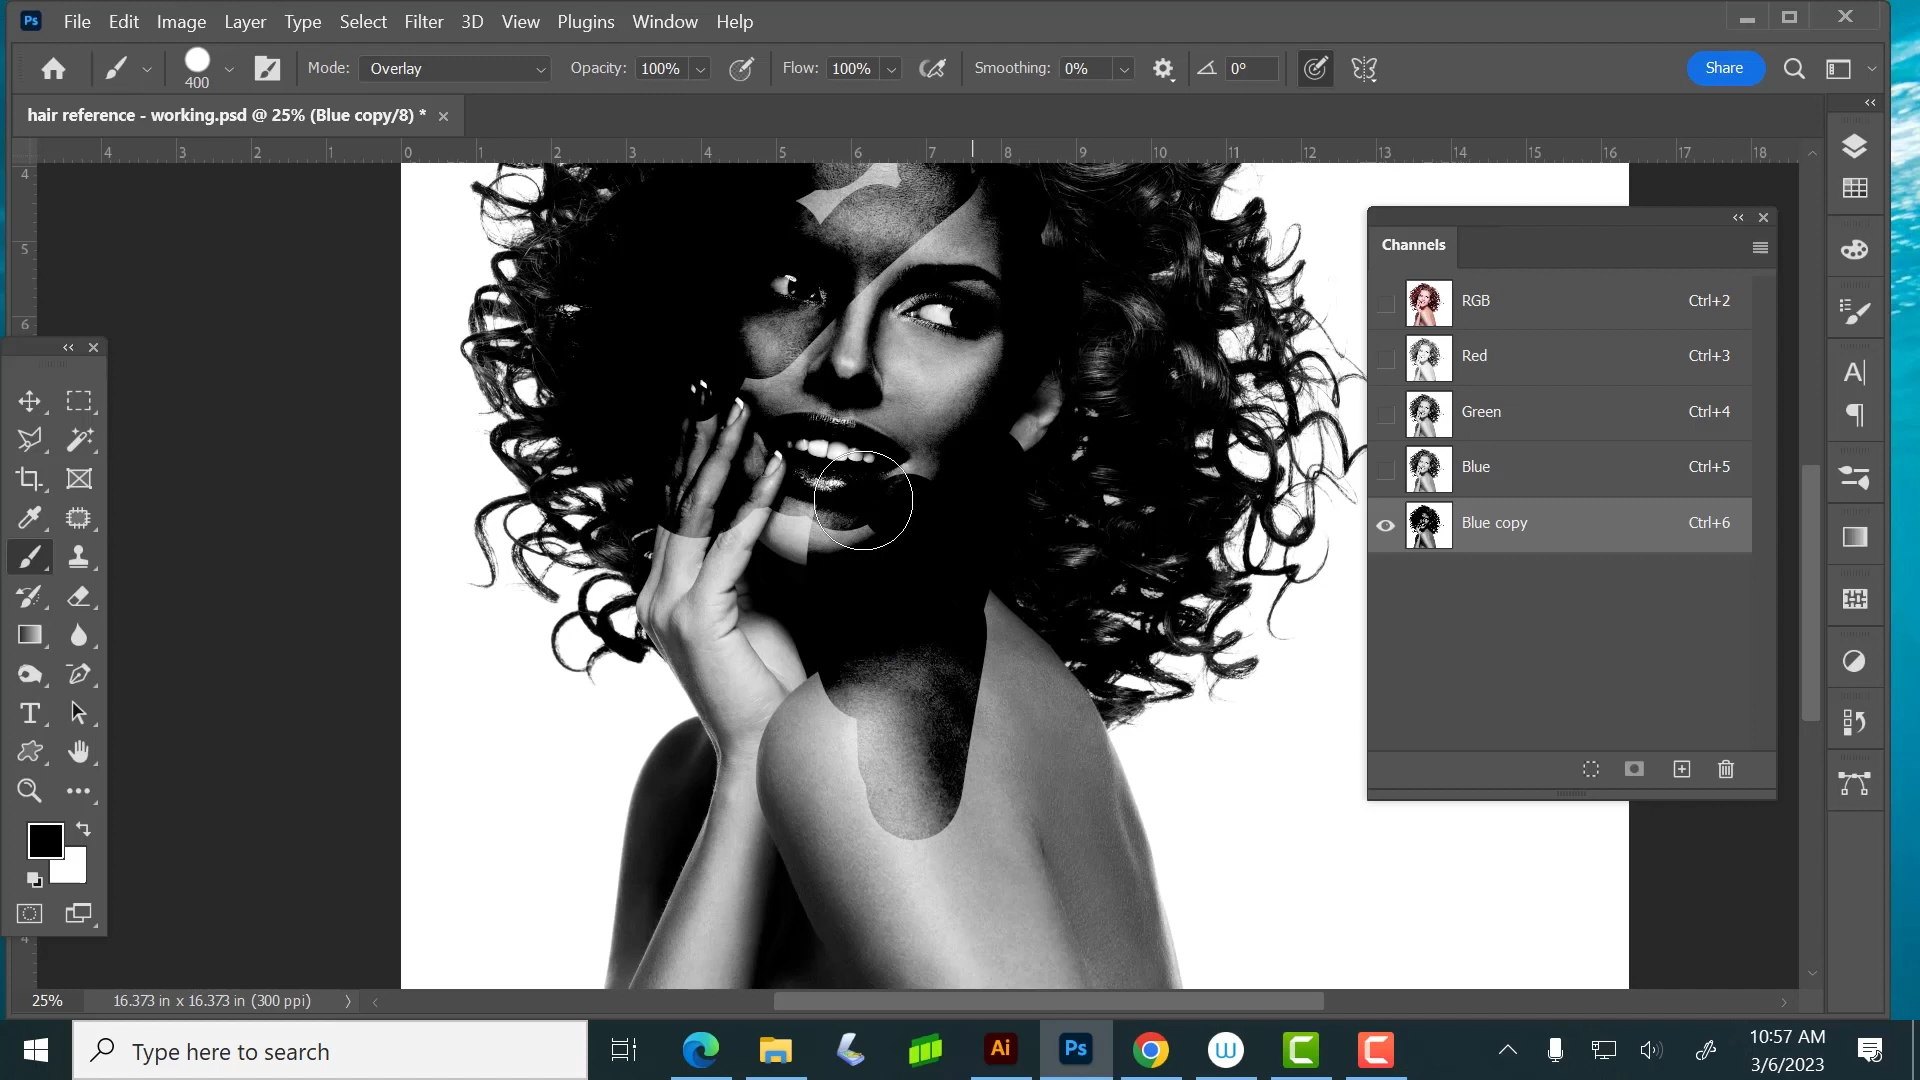 Ps File Edit Image Layer Type Select Filter 3D View Plugins Window Help
400 Mode: Overlay Opacity: 100% Flow: 100% Smoothing: 0% 0° Share
hair reference - working.psd @ 25% (Blue copy/8) *
4 3 2 1 0 1 2 3 4 5 6 7 8 9 10 11 12 13 14 15 16 17 18
4
5
6
4
Channels
RGB Ctrl+2
Red Ctrl+3
Green Ctrl+4
Blue Ctrl+5
Blue copy Ctrl+6
25% 16.373 in x 16.373 in (300 ppi)
Type here to search
Ai Ps
10:57 AM
3/6/2023